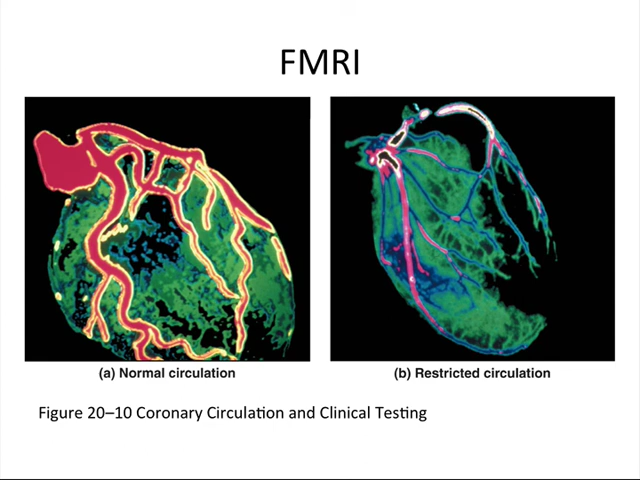 FMRI
(a) Normal circulation
(b) Restricted circulation
Figure 20–10 Coronary Circulation and Clinical Testing